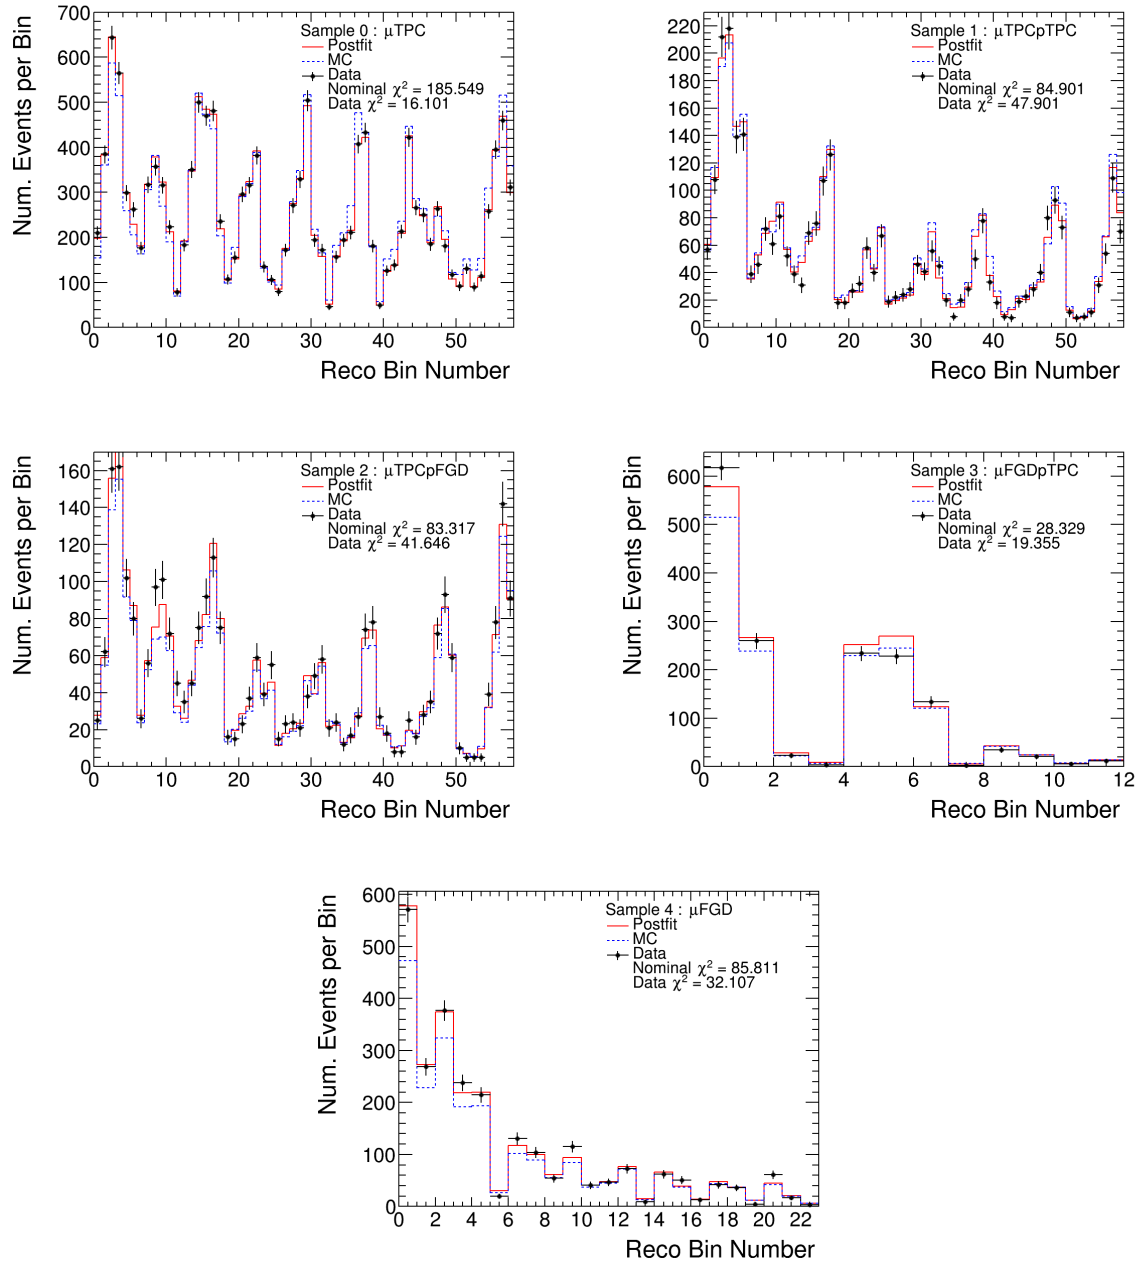 Sample 0 : μTPC
Postfit
MC
Data
Nominal χ² = 185.549
Data χ² = 16.101
Num. Events per Bin
700
600
500
400
300
200
100
0
0 10 20 30 40 50
Reco Bin Number
Sample 1 : μTPCpTPC
Postfit
MC
Data
Nominal χ² = 84.901
Data χ² = 47.901
Num. Events per Bin
220
200
180
160
140
120
100
80
60
40
20
0
0 10 20 30 40 50
Reco Bin Number
Sample 2 : μTPCpFGD
Postfit
MC
Data
Nominal χ² = 83.317
Data χ² = 41.646
Num. Events per Bin
160
140
120
100
80
60
40
20
0
0 10 20 30 40 50
Reco Bin Number
Sample 3 : μFGDpTPC
Postfit
MC
Data
Nominal χ² = 28.329
Data χ² = 19.355
Num. Events per Bin
600
500
400
300
200
100
0
0 2 4 6 8 10 12
Reco Bin Number
Sample 4 : μFGD
Postfit
MC
Data
Nominal χ² = 85.811
Data χ² = 32.107
Num. Events per Bin
600
500
400
300
200
100
0
0 2 4 6 8 10 12 14 16 18 20 22
Reco Bin Number